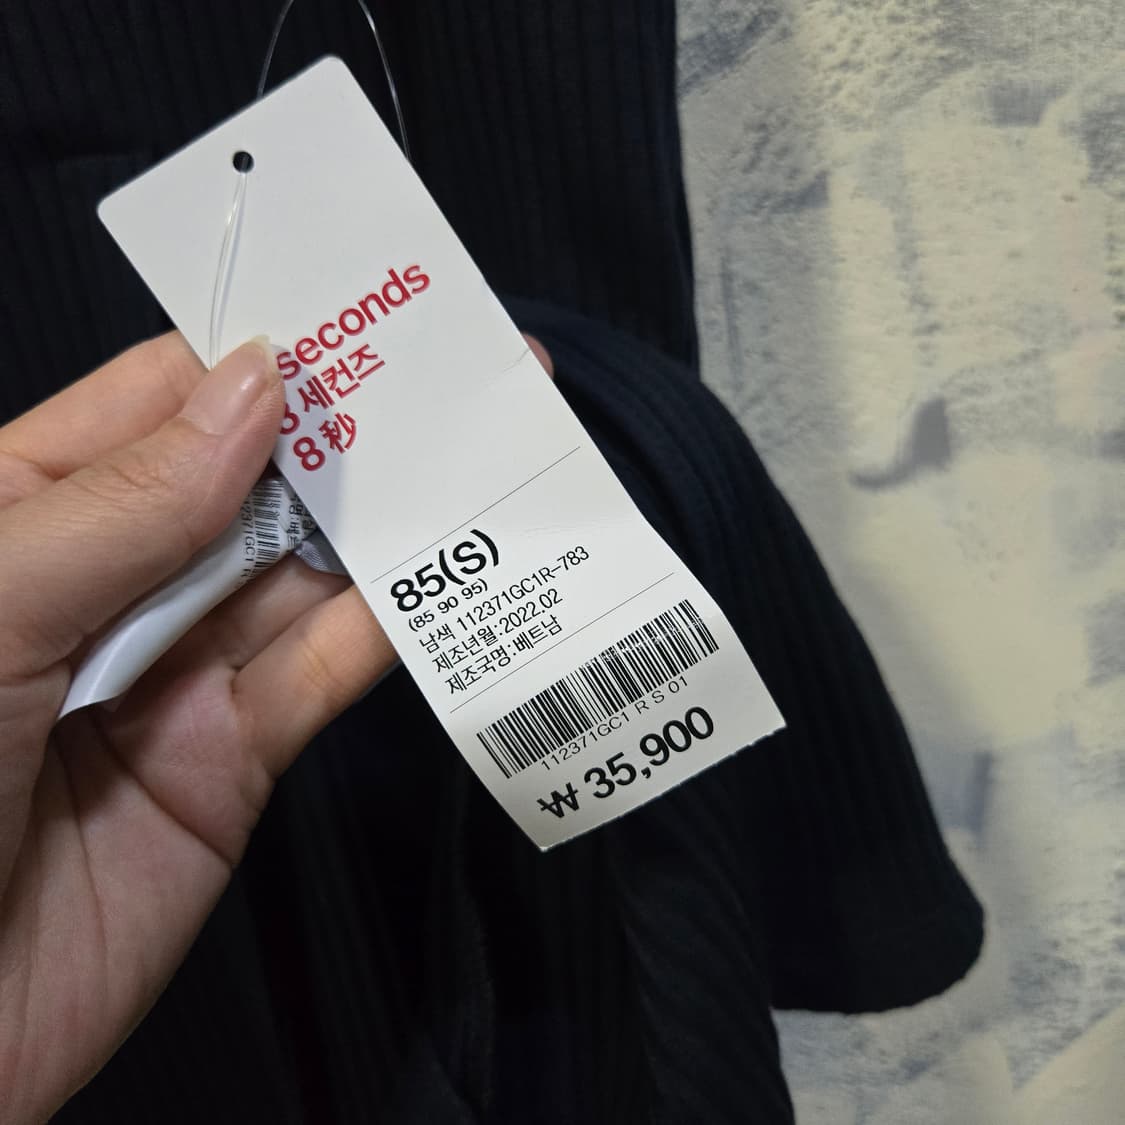 seconds
8 세컨즈
8 秒
85(S)
(85 90 95)
남색 112371GC1R-783
제조년월:2022.02
제조국명:베트남
112371GC1 R S 01
₩ 35,900